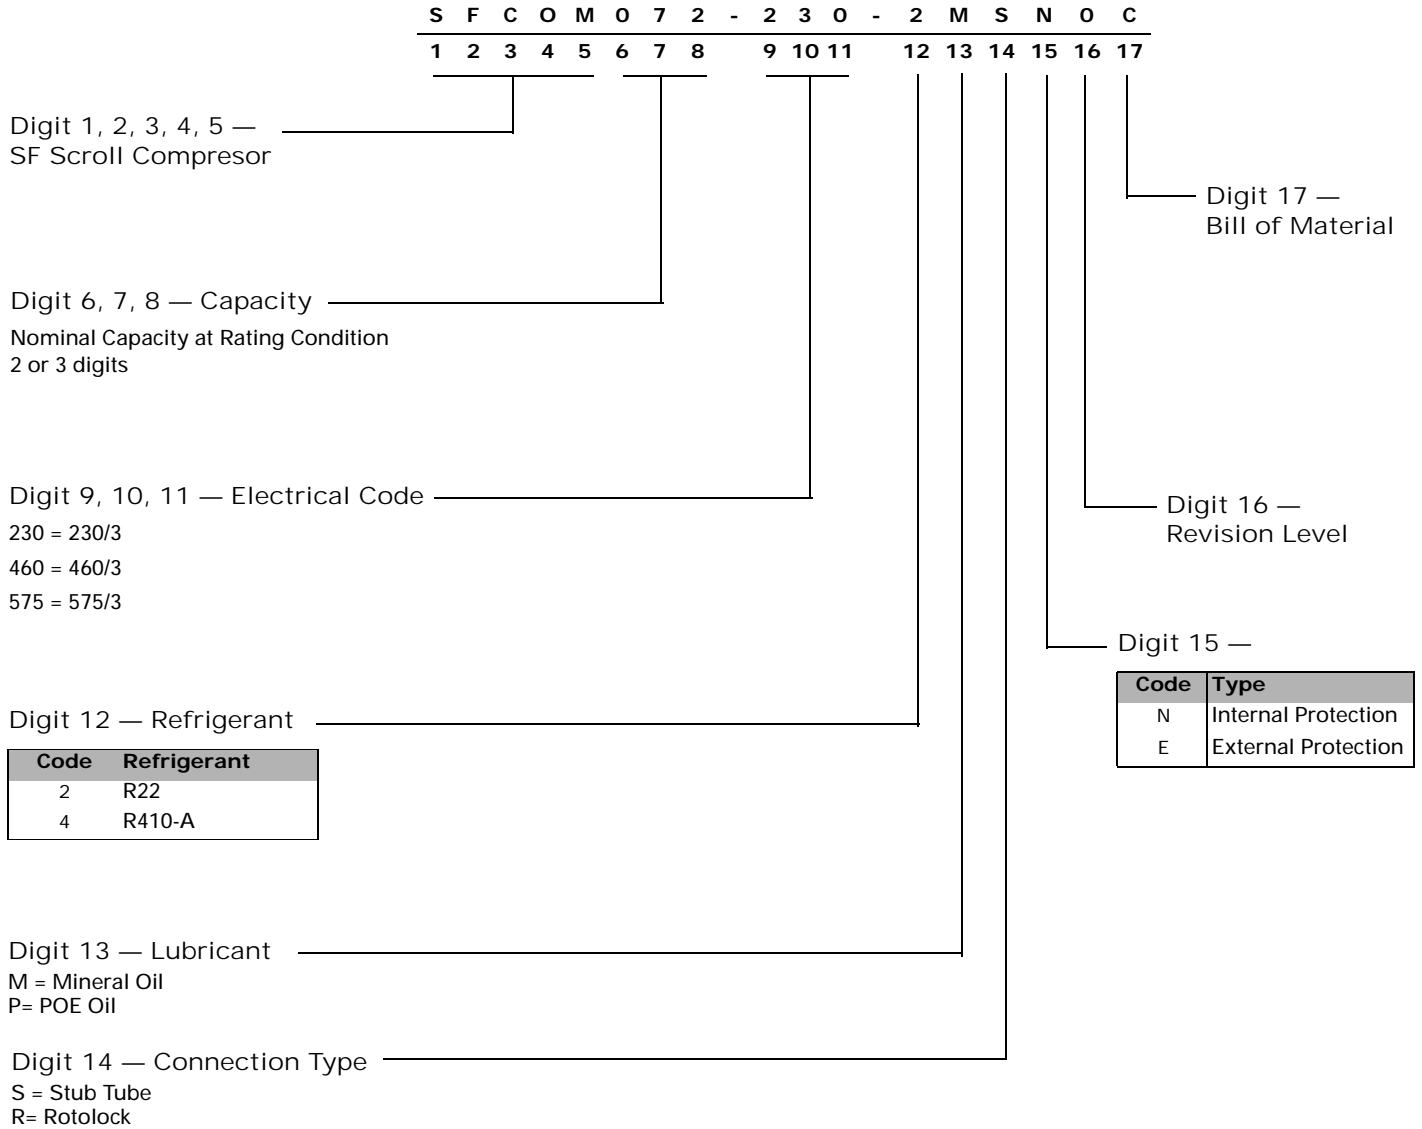 S F C O M 0 7 2 - 2 3 0 - 2 M S N 0 C
1 2 3 4 5 6 7 8 9 10 11 12 13 14 15 16 17
Digit 1, 2, 3, 4, 5 —
SF Scroll Compresor
Digit 17 —
Bill of Material
Digit 6, 7, 8 — Capacity
Nominal Capacity at Rating Condition
2 or 3 digits
Digit 9, 10, 11 — Electrical Code
230 = 230/3
460 = 460/3
575 = 575/3
Digit 16 —
Revision Level
Digit 15 —
Code Type
N Internal Protection
E External Protection
Digit 12 — Refrigerant
Code Refrigerant
2 R22
4 R410-A
Digit 13 — Lubricant
M = Mineral Oil
P= POE Oil
Digit 14 — Connection Type
S = Stub Tube
R= Rotolock